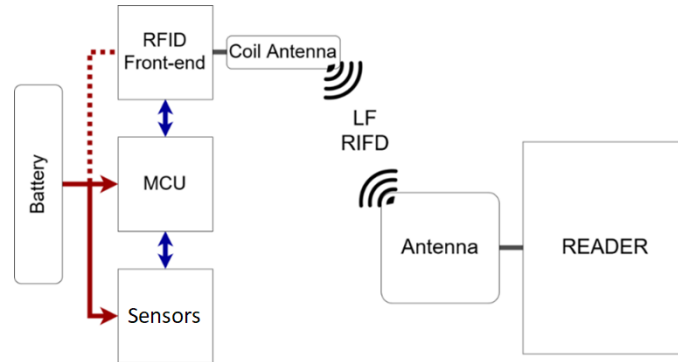 RFID
Front-end
Coil Antenna
LF
RIFD
Battery
MCU
Antenna
READER
Sensors